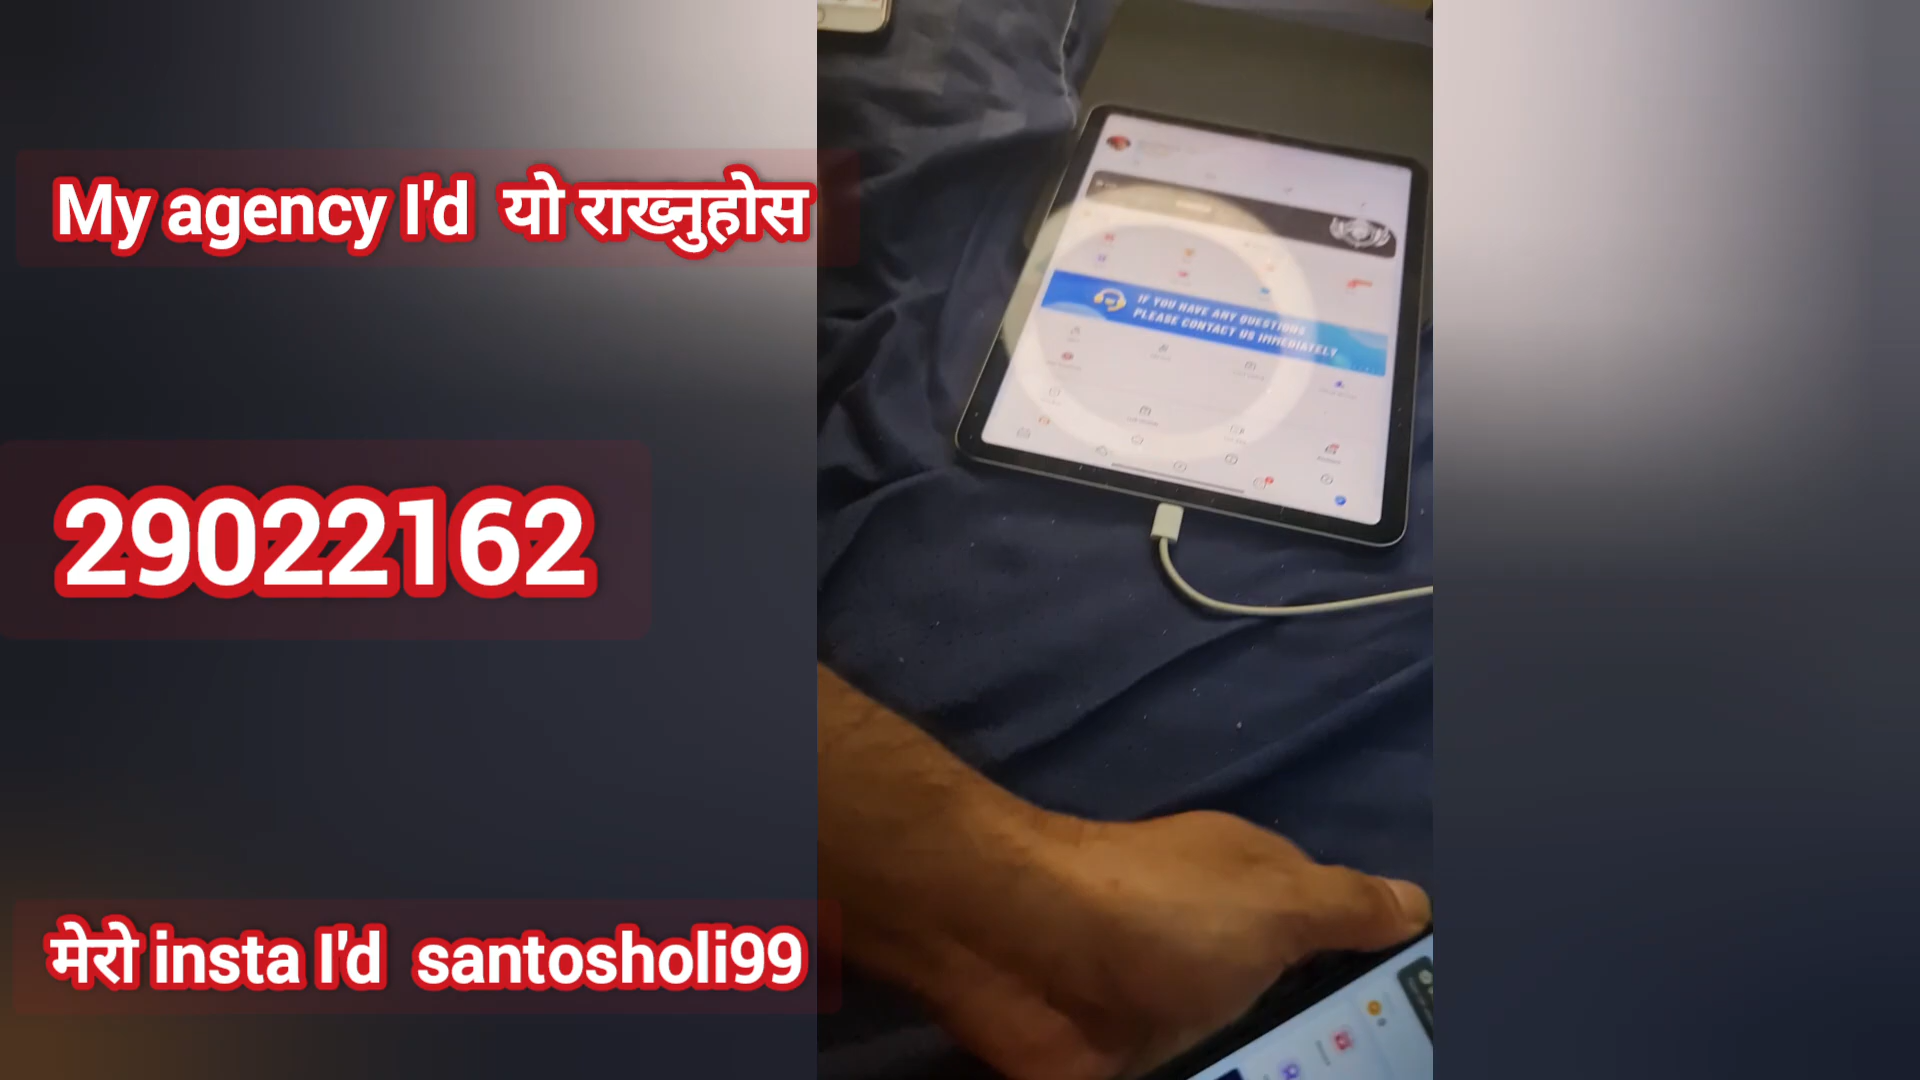 My agency I'd यो राख्नुहोस
29022162
मेरो insta I'd santosholi99
IF YOU HAVE ANY QUESTIONS
PLEASE CONTACT US IMMEDIATELY